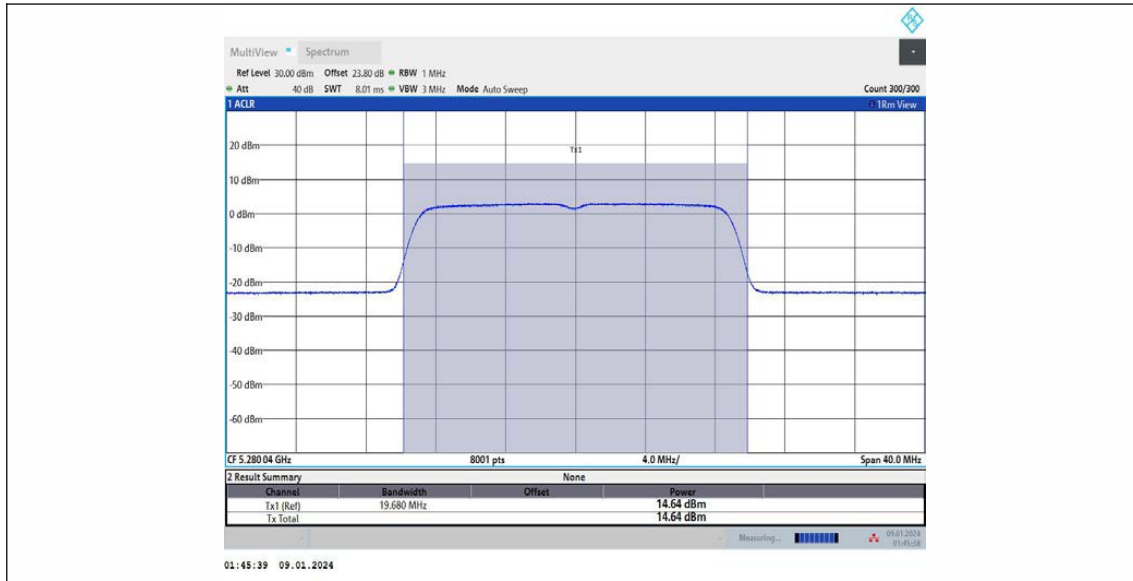 MultiView Spectrum
Ref Level 30.00 dBm Offset 23.80 dB RBW 1 MHz
Att 40 dB SWT 8.01 ms VBW 3 MHz Mode Auto Sweep Count 300/300
1 ACLR 1Rm View
Tx1
20 dBm
10 dBm
0 dBm
-10 dBm
-20 dBm
-30 dBm
-40 dBm
-50 dBm
-60 dBm
CF 5.280 04 GHz 8001 pts 4.0 MHz/ Span 40.0 MHz
2 Result Summary None
Channel Bandwidth Offset Power
Tx1 (Ref) 19.680 MHz 14.64 dBm
Tx Total 14.64 dBm
Measuring... 09.01.2024
01:45:38
01:45:39 09.01.2024